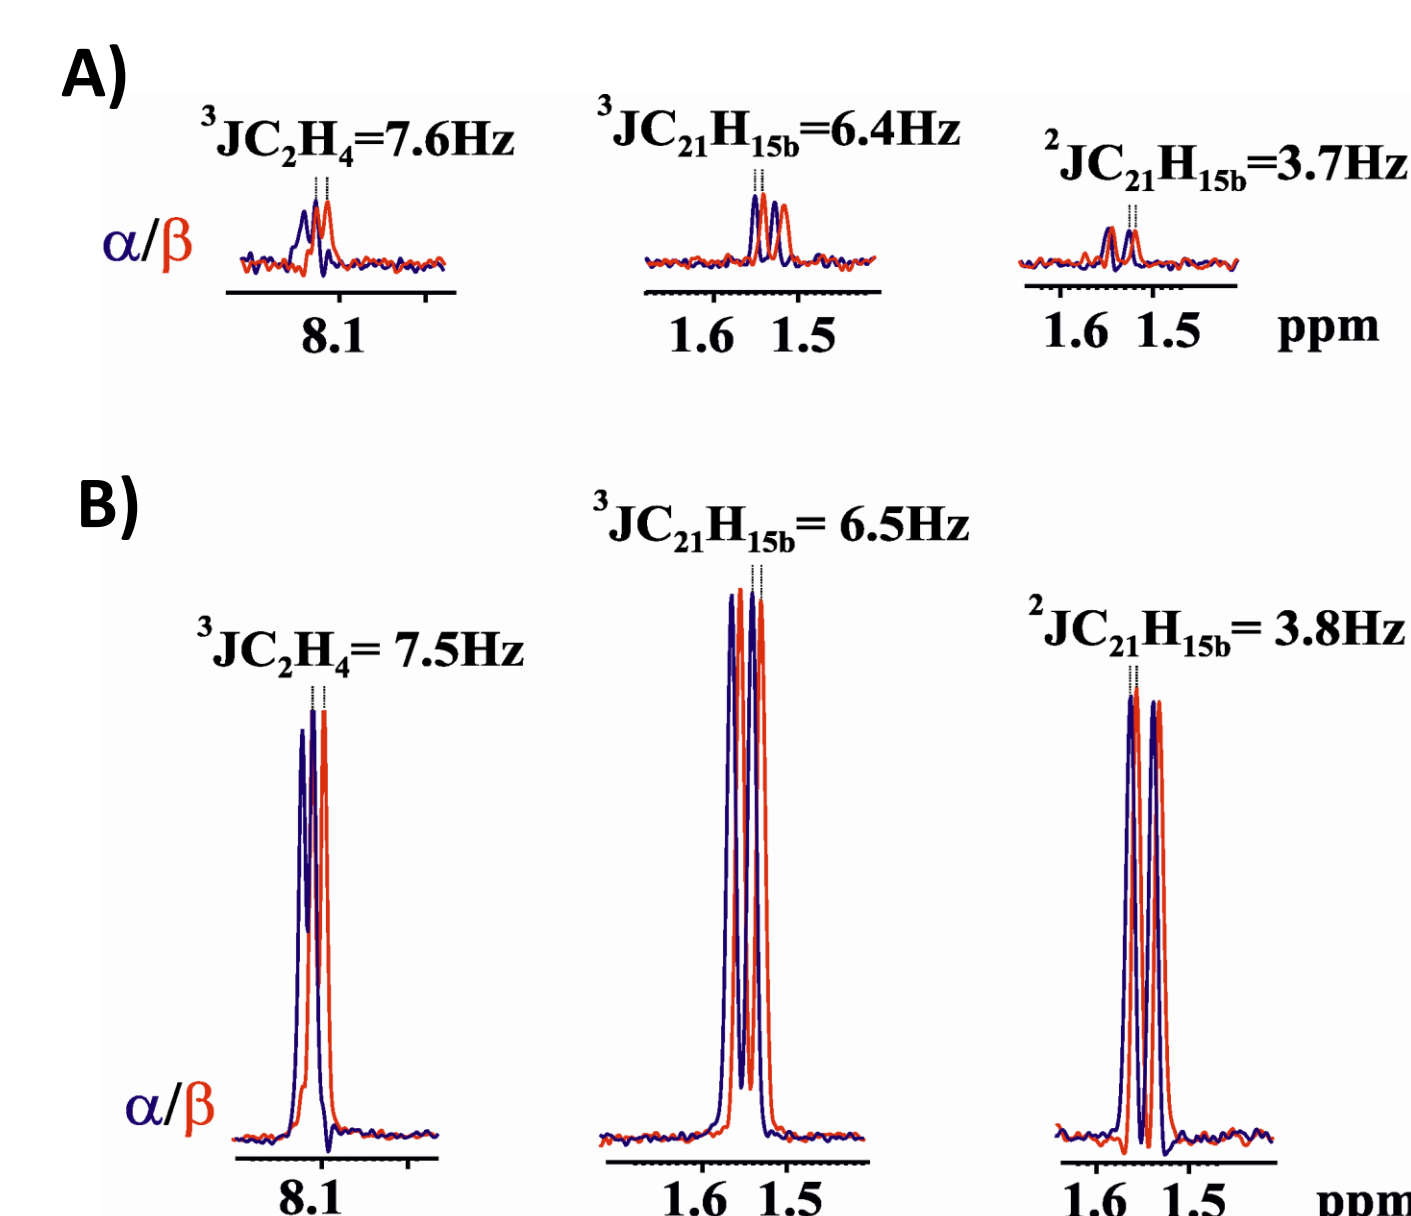 A)
³JC₂H₄=7.6Hz
³JC₂₁H₁₅b=6.4Hz
²JC₂₁H₁₅b=3.7Hz
α/β
8.1
1.6 1.5
1.6 1.5 ppm
B)
³JC₂₁H₁₅b= 6.5Hz
³JC₂H₄= 7.5Hz
²JC₂₁H₁₅b= 3.8Hz
α/β
8.1
1.6 1.5
1.6 1.5 ppm